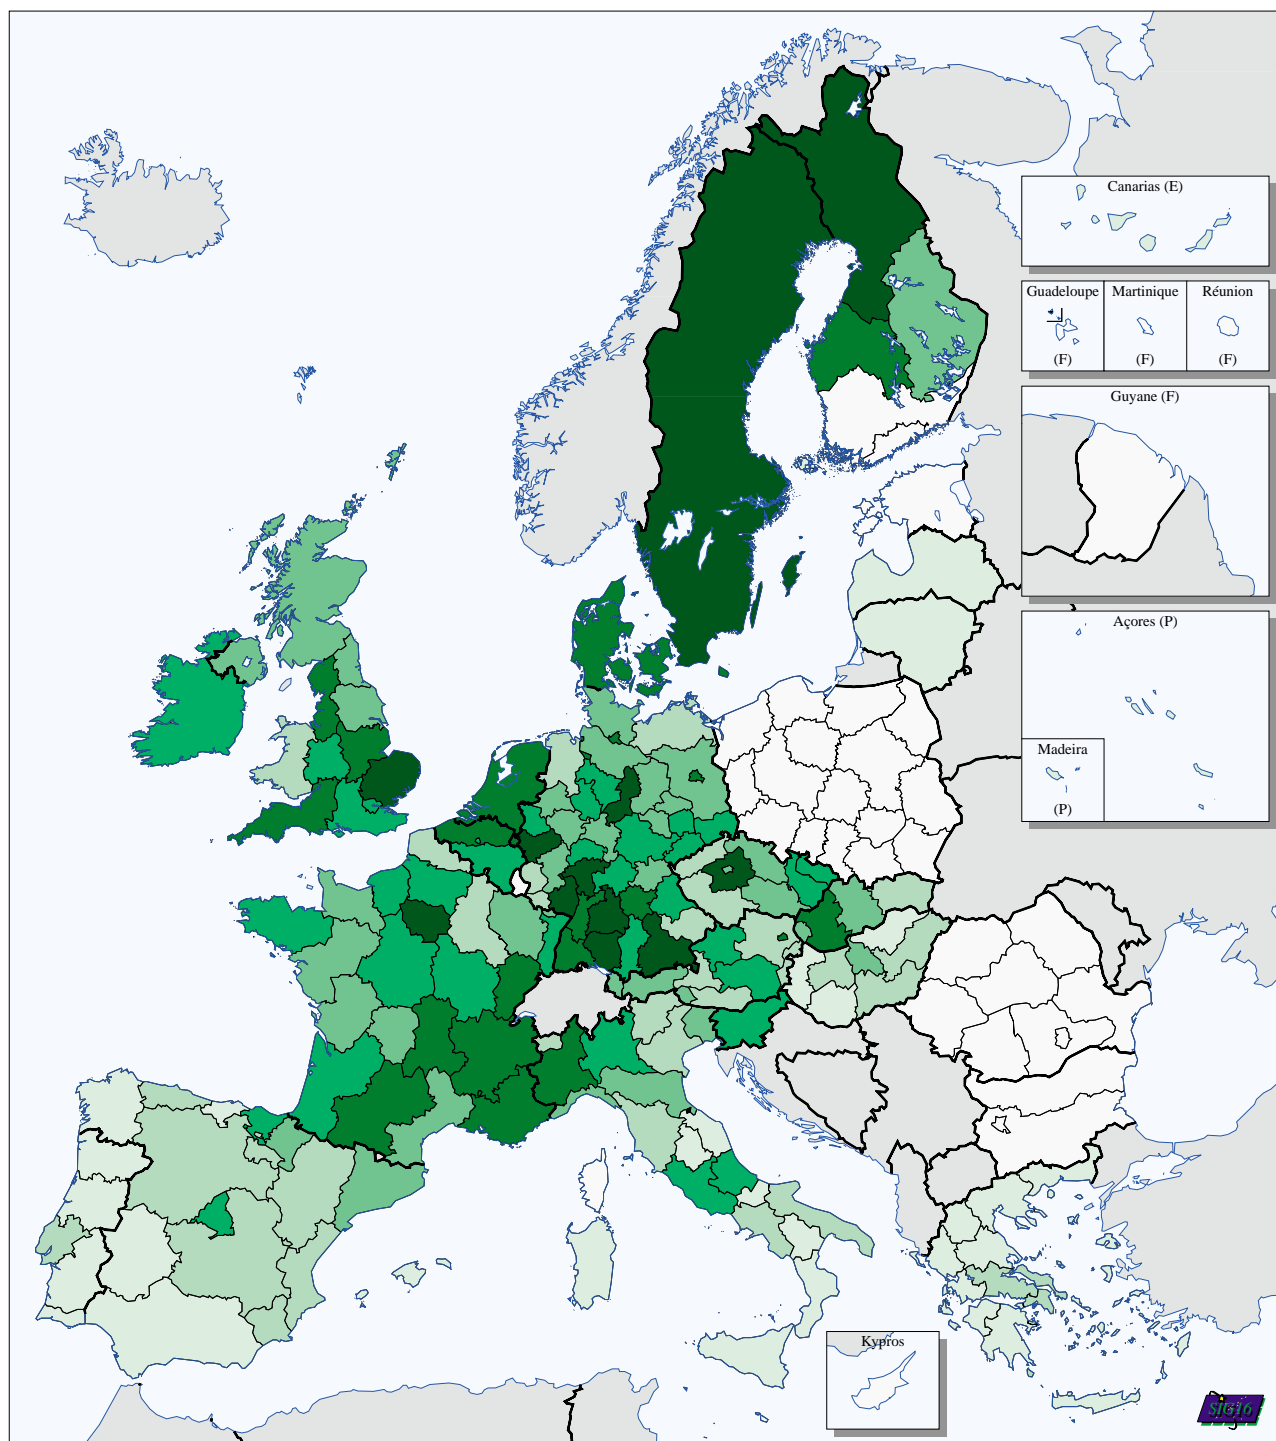 Canarias (E)
Guadeloupe
Martinique
Réunion
(F)
(F)
(F)
Guyane (F)
Açores (P)
Madeira
(P)
Kypros
SIG16